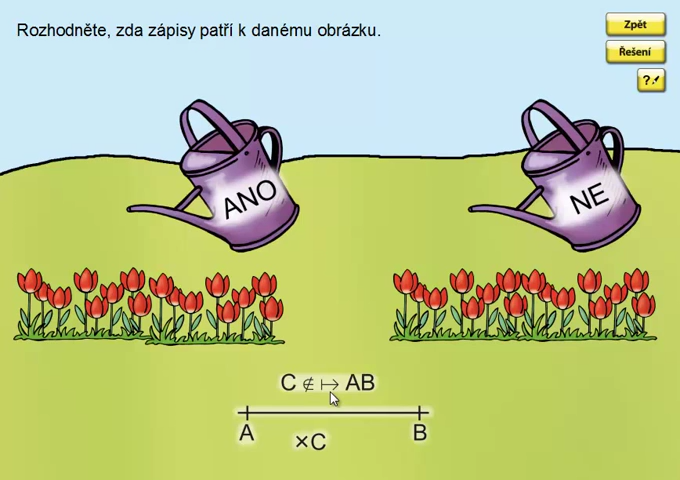 Rozhodněte, zda zápisy patří k danému obrázku.
Zpět
Řešení
?
ANO
NE
C ∉ ↦ AB
A
B
×C